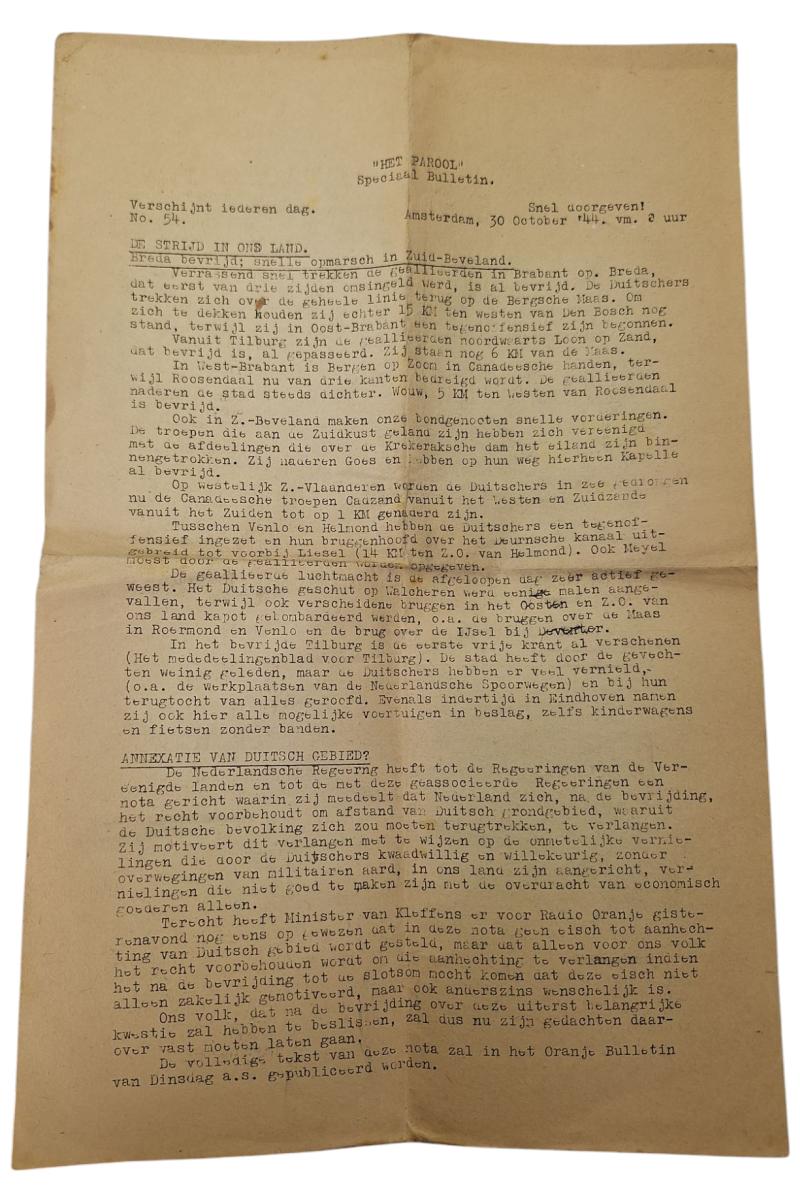 "HET PAROOL"
Speciaal Bulletin.
Verschijnt iederen dag. Snel doorgeven!
No. 54. Amsterdam, 30 October '44. vm. uur
DE STRIJD IN ONS LAND.
Breda bevrijd; snelle opmarsch in Zuid-Beveland.
Verrassend snel trekken de geallieerden in Brabant op. Breda,
dat eerst van drie zijden omsingeld werd, is al bevrijd. De Duitschers
trekken zich over de geheele linie terug op de Bergsche Maas. Om
zich te dekken houden zij echter 15 KM ten westen van Den Bosch nog
stand, terwijl zij in Oost-Brabant een tegenoffensief zijn begonnen.
Vanuit Tilburg zijn de geallieerden noordwaarts Loon op Zand,
dat bevrijd is, al gepasseerd. Zij staan nog 6 KM van de Maas.
In West-Brabant is Bergen op Zoom in Canadeesche handen, ter-
wijl Roosendaal nu van drie kanten bedreigd wordt. De geallieerden
naderen de stad steeds dichter. Wouw, 5 KM ten Westen van Roosendaal
is bevrijd.
Ook in Z.-Beveland maken onze bondgenooten snelle vorderingen.
De troepen die aan de Zuidkust geland zijn hebben zich vereenigd
met de afdeelingen die over de Krekeraksche dam het eiland zijn bin-
nengetrokken. Zij naderen Goes en hebben op hun weg hierheen Kapelle
al bevrijd.
Op westelijk Z.-Vlaanderen worden de Duitschers in zee gedrongen
nu de Canadeesche troepen Cadzand vanuit het Westen en Zuidzande
vanuit het Zuiden tot op 1 KM genaderd zijn.
Tusschen Venlo en Helmond hebben de Duitschers een tegenof-
fensief ingezet en hun bruggenhoofd over het Deurnsche kanaal uit-
gebreid tot voorbij Liesel (14 KM ten Z.O. van Helmond). Ook Meyel
moest door de geallieerden worden opgegeven.
De geallieerde luchtmacht is de afgeloopen dag zeer actief ge-
weest. Het Duitsche geschut op Walcheren werd eenige malen aange-
vallen, terwijl ook verscheidene bruggen in het Oosten en Z.O. van
ons land kapot gebombardeerd werden, o.a. de bruggen over de Maas
in Roermond en Venlo en de brug over de IJsel bij Deventer.
In het bevrijde Tilburg is de eerste vrije krant al verschenen
(Het mededeelingenblad voor Tilburg). De stad heeft door de gevech-
ten weinig geleden, maar de Duitschers hebben er veel vernield,-
(o.a. de werkplaatsen van de Nederlandsche Spoorwegen) en bij hun
terugtocht van alles geroofd. Evenals indertijd in Eindhoven namen
zij ook hier alle mogelijke voertuigen in beslag, zelfs kinderwagens
en fietsen zonder banden.
ANNEXATIE VAN DUITSCH GEBIED?
De Nederlandsche Regeerng heeft tot de Regeeringen van de Ver-
eenigde landen en tot de met deze geassocieerde Regeeringen een
nota gericht waarin zij meedeelt dat Nederland zich, na de bevrijding,
het recht voorbehoudt om afstand van Duitsch grondgebied, waaruit
de Duitsche bevolking zich zou moeten terugtrekken, te verlangen.
Zij motiveert dit verlangen met te wijzen op de onmetelijke vernie-
lingen die door de Duitschers kwaadwillig en willekeurig, zonder
overwegingen van militairen aard, in ons land zijn aangericht, ver-
nielingen die niet goed te maken zijn met de overdracht van economisch
goederen alleen.
Terecht heeft Minister van Kleffens er voor Radio Oranje giste-
renavond nog eens op gewezen dat in deze nota geen eisch tot aanhech-
ting van Duitsch gebied wordt gesteld, maar dat alleen voor ons volk
het recht voorbehouden wordt om die aanhechting te verlangen indien
het na de bevrijding tot de slotsom mocht komen dat deze eisch niet
alleen zakelijk gemotiveerd, maar ook anderszins wenschelijk is.
Ons volk, dat na de bevrijding over deze uiterst belangrijke
kwestie zal hebben te beslissen, zal dus nu zijn gedachten daar-
over vast moeten laten gaan.
De volledige tekst van deze nota zal in het Oranje Bulletin
van Dinsdag a.s. gepubliceerd worden.